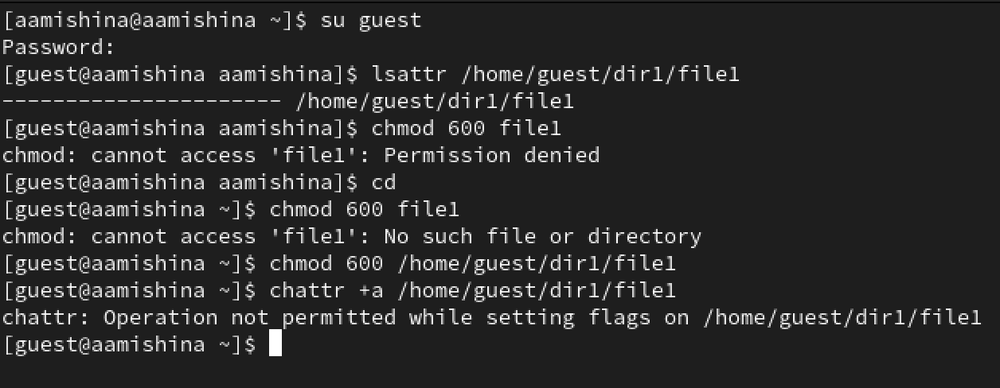 [aamishina@aamishina ~]$ su guest
Password:
[guest@aamishina aamishina]$ lsattr /home/guest/dir1/file1
---------------------- /home/guest/dir1/file1
[guest@aamishina aamishina]$ chmod 600 file1
chmod: cannot access 'file1': Permission denied
[guest@aamishina aamishina]$ cd
[guest@aamishina ~]$ chmod 600 file1
chmod: cannot access 'file1': No such file or directory
[guest@aamishina ~]$ chmod 600 /home/guest/dir1/file1
[guest@aamishina ~]$ chattr +a /home/guest/dir1/file1
chattr: Operation not permitted while setting flags on /home/guest/dir1/file1
[guest@aamishina ~]$